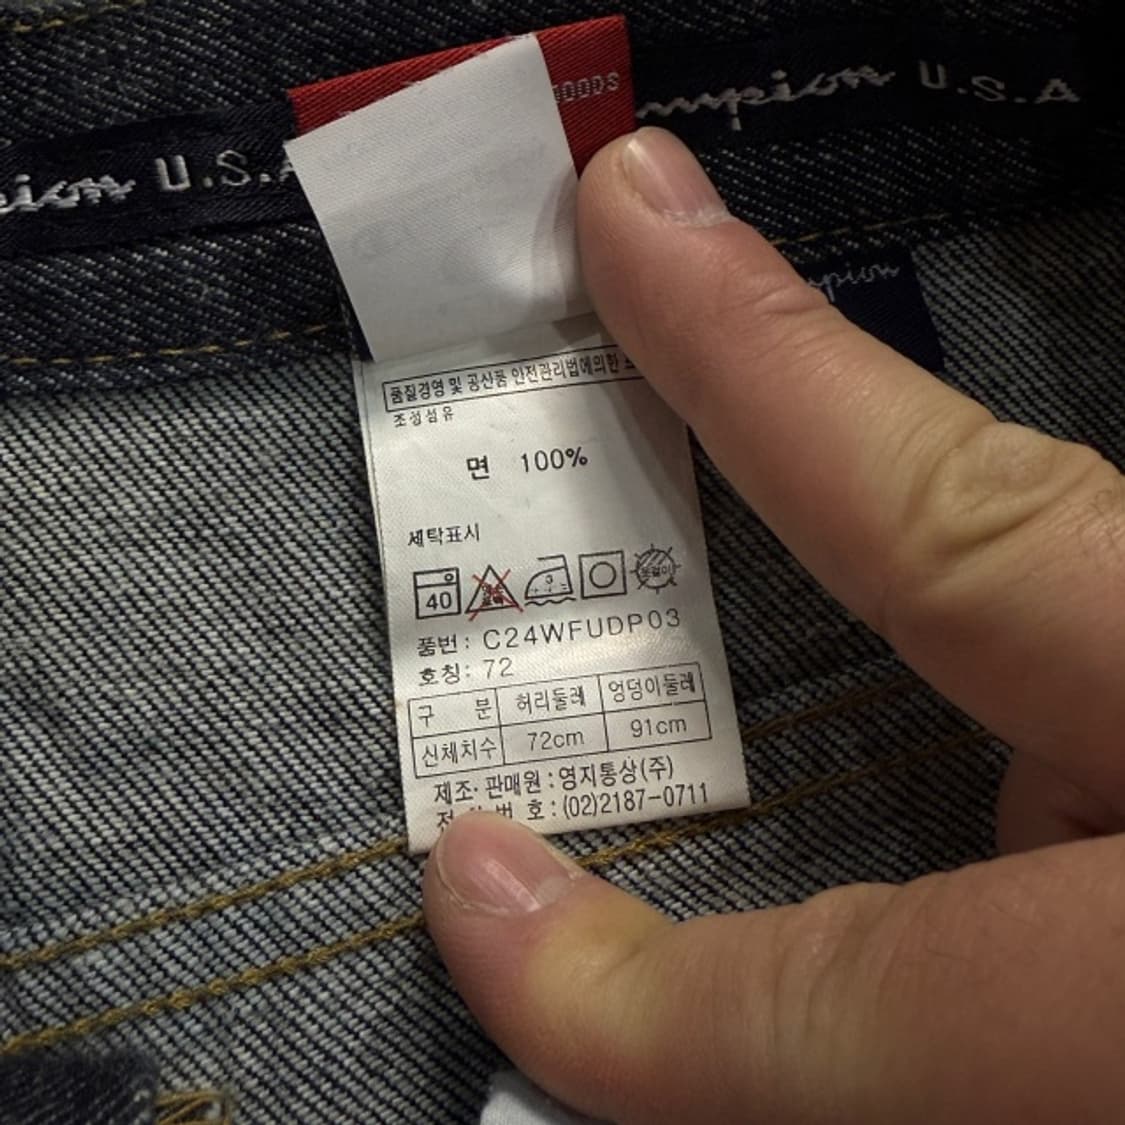 GOODS
U.S.A
U.S.A
품질경영 및 공산품 안전관리법에의한
조성섬유
면 100%
세탁표시
40
3
품번: C24WFUDP03
호칭: 72
구 분 허리둘레 엉덩이둘레
신체치수 72cm 91cm
제조·판매원 : 영지통상(주)
호 : (02)2187-0711